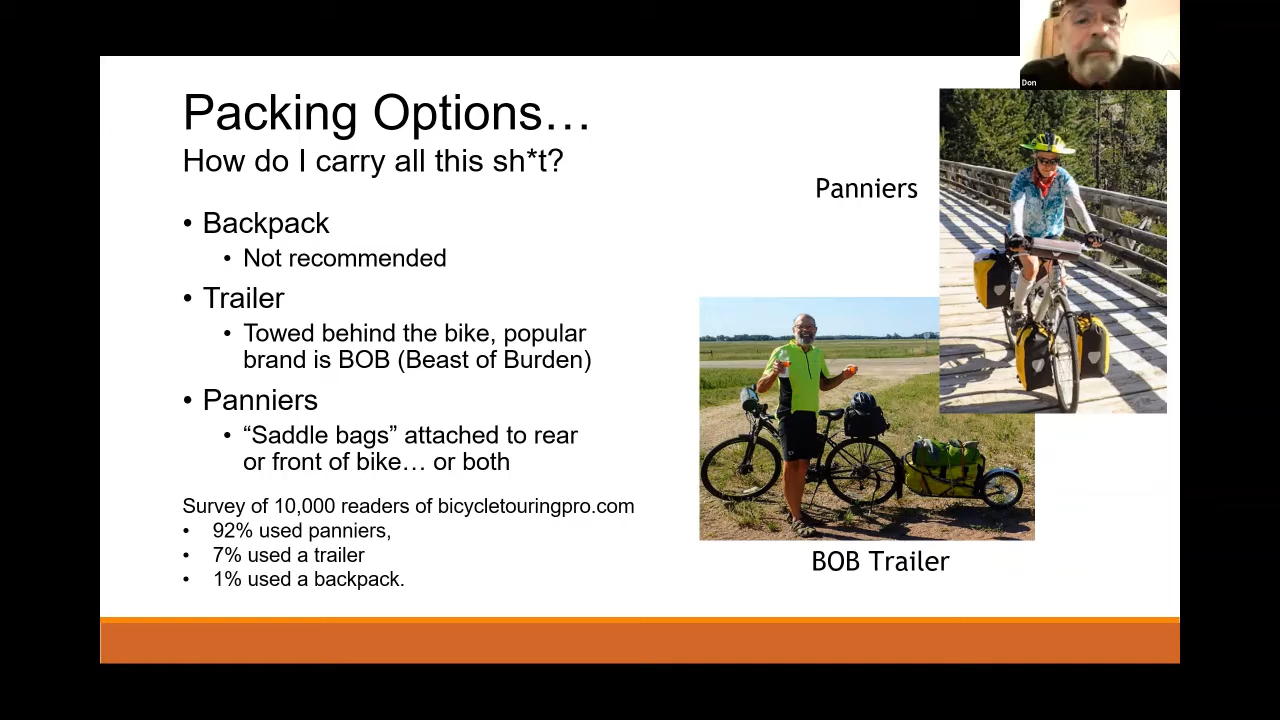 Don
Packing Options…
How do I carry all this sh*t?
• Backpack
• Not recommended
• Trailer
• Towed behind the bike, popular
brand is BOB (Beast of Burden)
• Panniers
• “Saddle bags” attached to rear
or front of bike… or both
Survey of 10,000 readers of bicycletouringpro.com
• 92% used panniers,
• 7% used a trailer
• 1% used a backpack.
Panniers
BOB Trailer